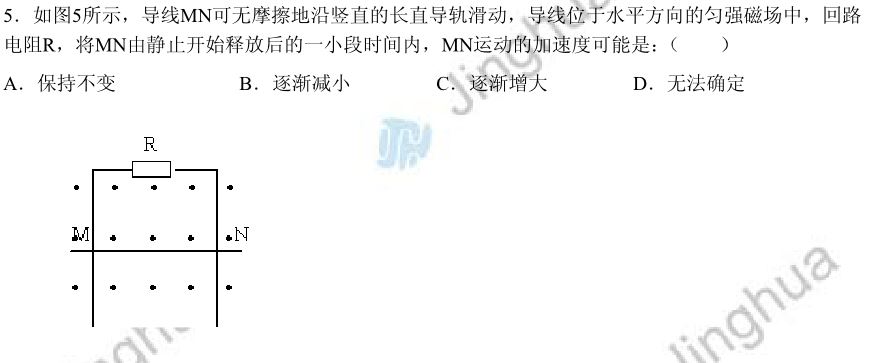 5．如图5所示，导线MN可无摩擦地沿竖直的长直导轨滑动，导线位于水平方向的匀强磁场中，回路
电阻R，将MN由静止开始释放后的一小段时间内，MN运动的加速度可能是：（　　）
A．保持不变　　B．逐渐减小　　C．逐渐增大　　D．无法确定
Jinghua
R
M N
jinghua